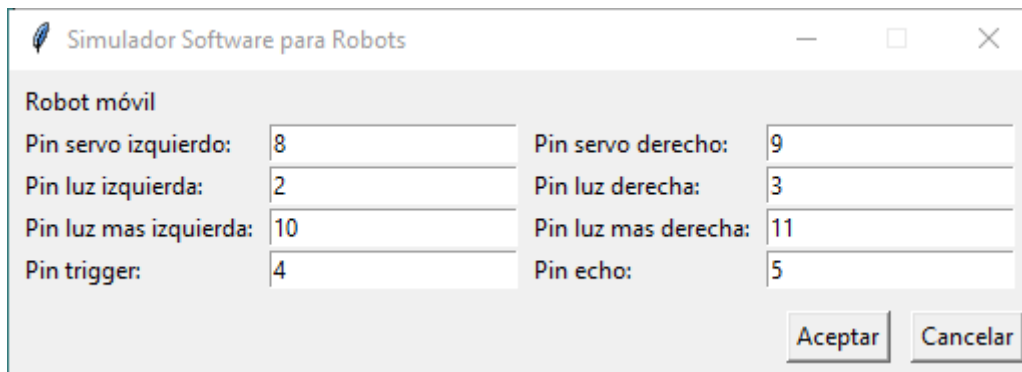 Simulador Software para Robots
Robot móvil
Pin servo izquierdo: 8 Pin servo derecho: 9
Pin luz izquierda: 2 Pin luz derecha: 3
Pin luz mas izquierda: 10 Pin luz mas derecha: 11
Pin trigger: 4 Pin echo: 5
Aceptar Cancelar